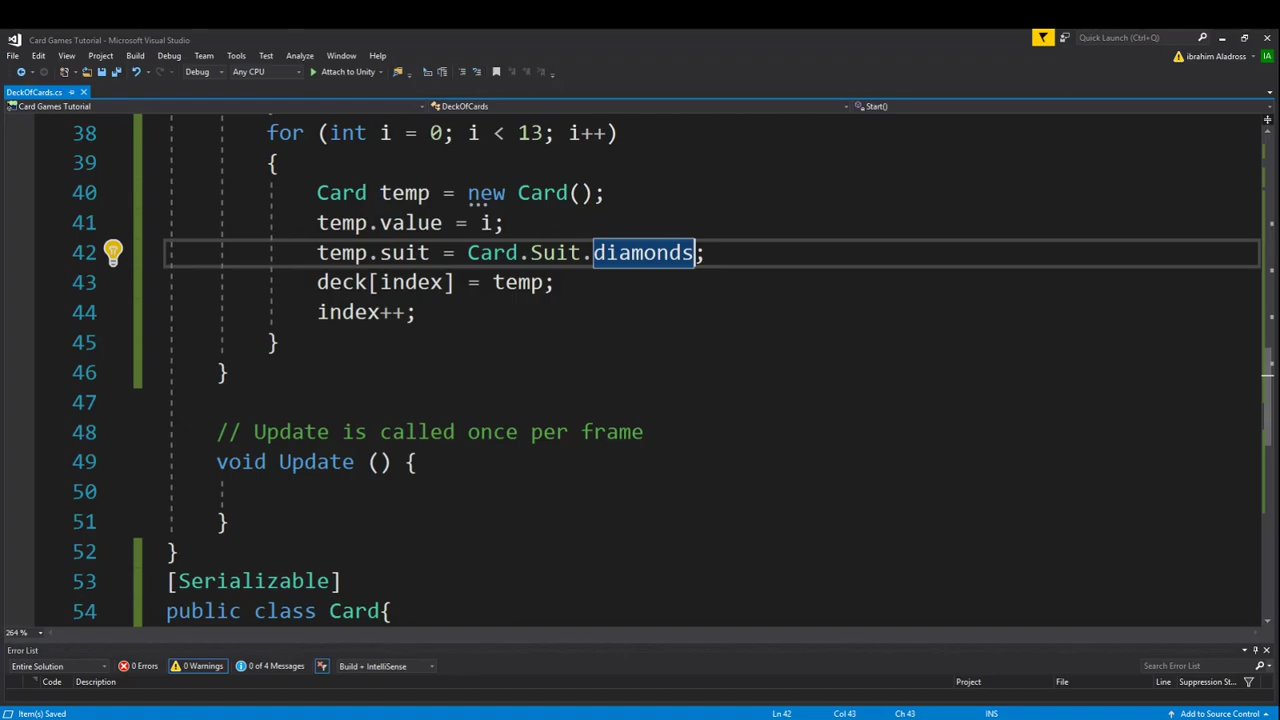 Card Games Tutorial - Microsoft Visual Studio
Quick Launch (Ctrl+Q)
File Edit View Project Build Debug Team Tools Test Analyze Window Help
ibrahim Aladross
IA
Debug Any CPU Attach to Unity
DeckOfCards.cs
Card Games Tutorial DeckOfCards Start()
38 for (int i = 0; i < 13; i++)
39 {
40 Card temp = new Card();
41 temp.value = i;
42 temp.suit = Card.Suit.diamonds;
43 deck[index] = temp;
44 index++;
45 }
46 }
47
48 // Update is called once per frame
49 void Update () {
50
51 }
52 }
53 [Serializable]
54 public class Card{
264 %
Error List
Entire Solution 0 Errors 0 Warnings 0 of 4 Messages Build + IntelliSense Search Error List
Code Description Project File Line Suppression St...
Item(s) Saved Ln 42 Col 43 Ch 43 INS Add to Source Control